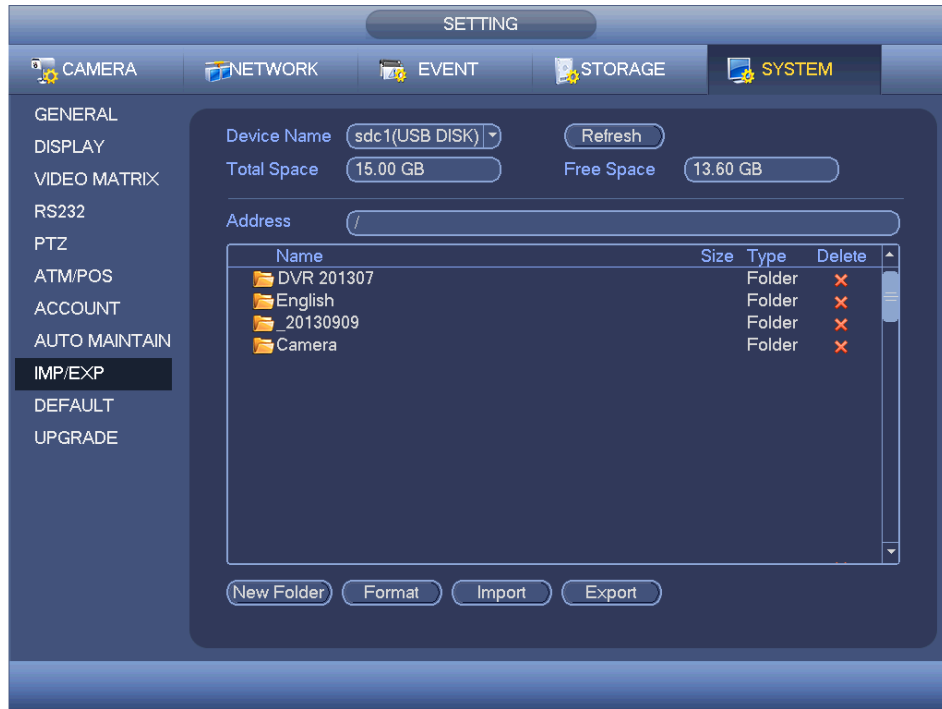 SETTING
CAMERA NETWORK EVENT STORAGE SYSTEM
GENERAL
DISPLAY
VIDEO MATRIX
RS232
PTZ
ATM/POS
ACCOUNT
AUTO MAINTAIN
IMP/EXP
DEFAULT
UPGRADE
Device Name sdc1(USB DISK) Refresh
Total Space 15.00 GB Free Space 13.60 GB
Address /
Name Size Type Delete
DVR 201307 Folder
English Folder
_20130909 Folder
Camera Folder
New Folder Format Import Export